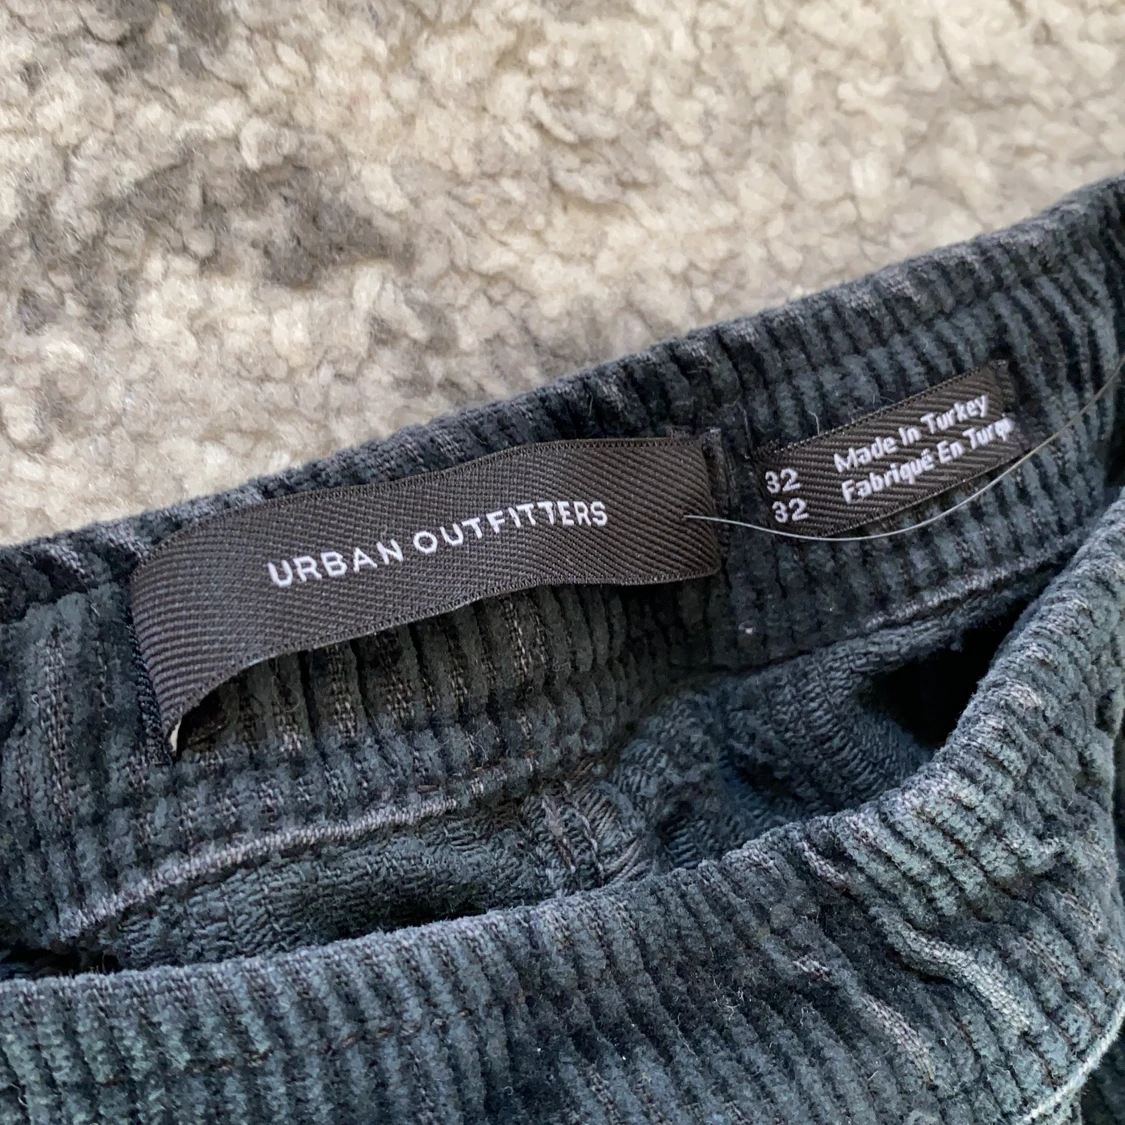 URBAN OUTFITTERS
32 Made In Turkey
32 Fabriqué En Turquie